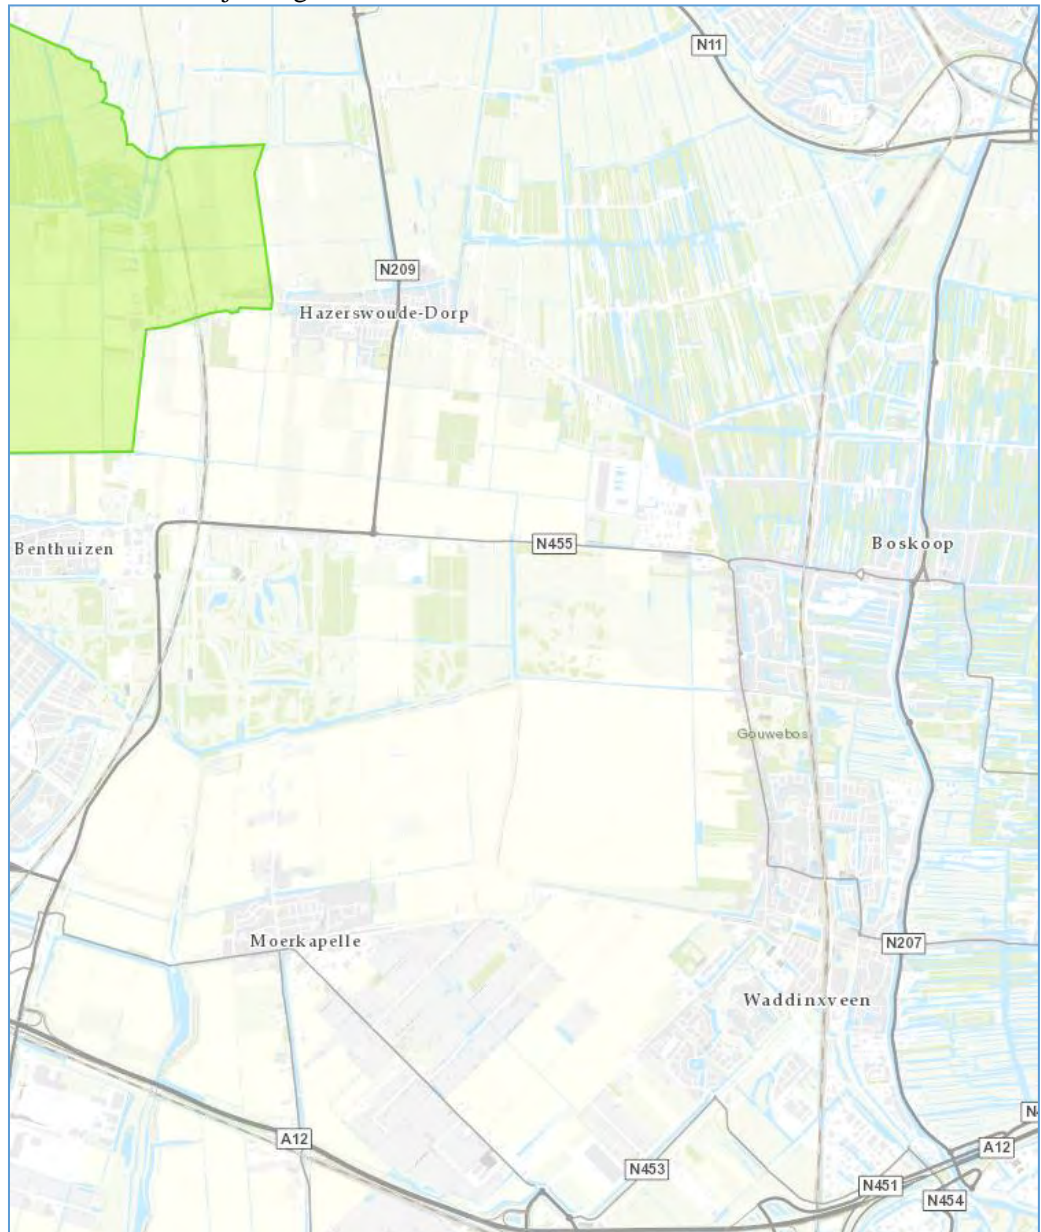 N11
N209
Hazerswoude-Dorp
N455
Benthuizen
Boskoop
Gouwebos
Moerkapelle
N207
Waddinxveen
A12
A12
N453
N451
N454